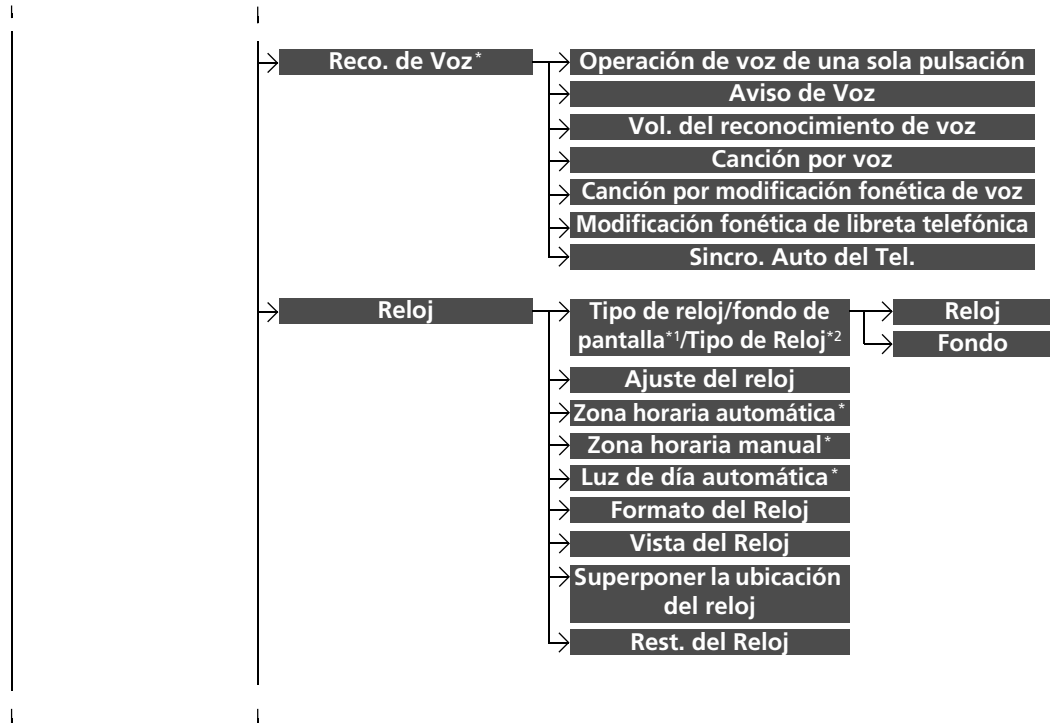 Reco. de Voz*
Operación de voz de una sola pulsación
Aviso de Voz
Vol. del reconocimiento de voz
Canción por voz
Canción por modificación fonética de voz
Modificación fonética de libreta telefónica
Sincro. Auto del Tel.
Reloj
Tipo de reloj/fondo de
pantalla*1/Tipo de Reloj*2
Reloj
Fondo
Ajuste del reloj
Zona horaria automática*
Zona horaria manual*
Luz de día automática*
Formato del Reloj
Vista del Reloj
Superponer la ubicación
del reloj
Rest. del Reloj